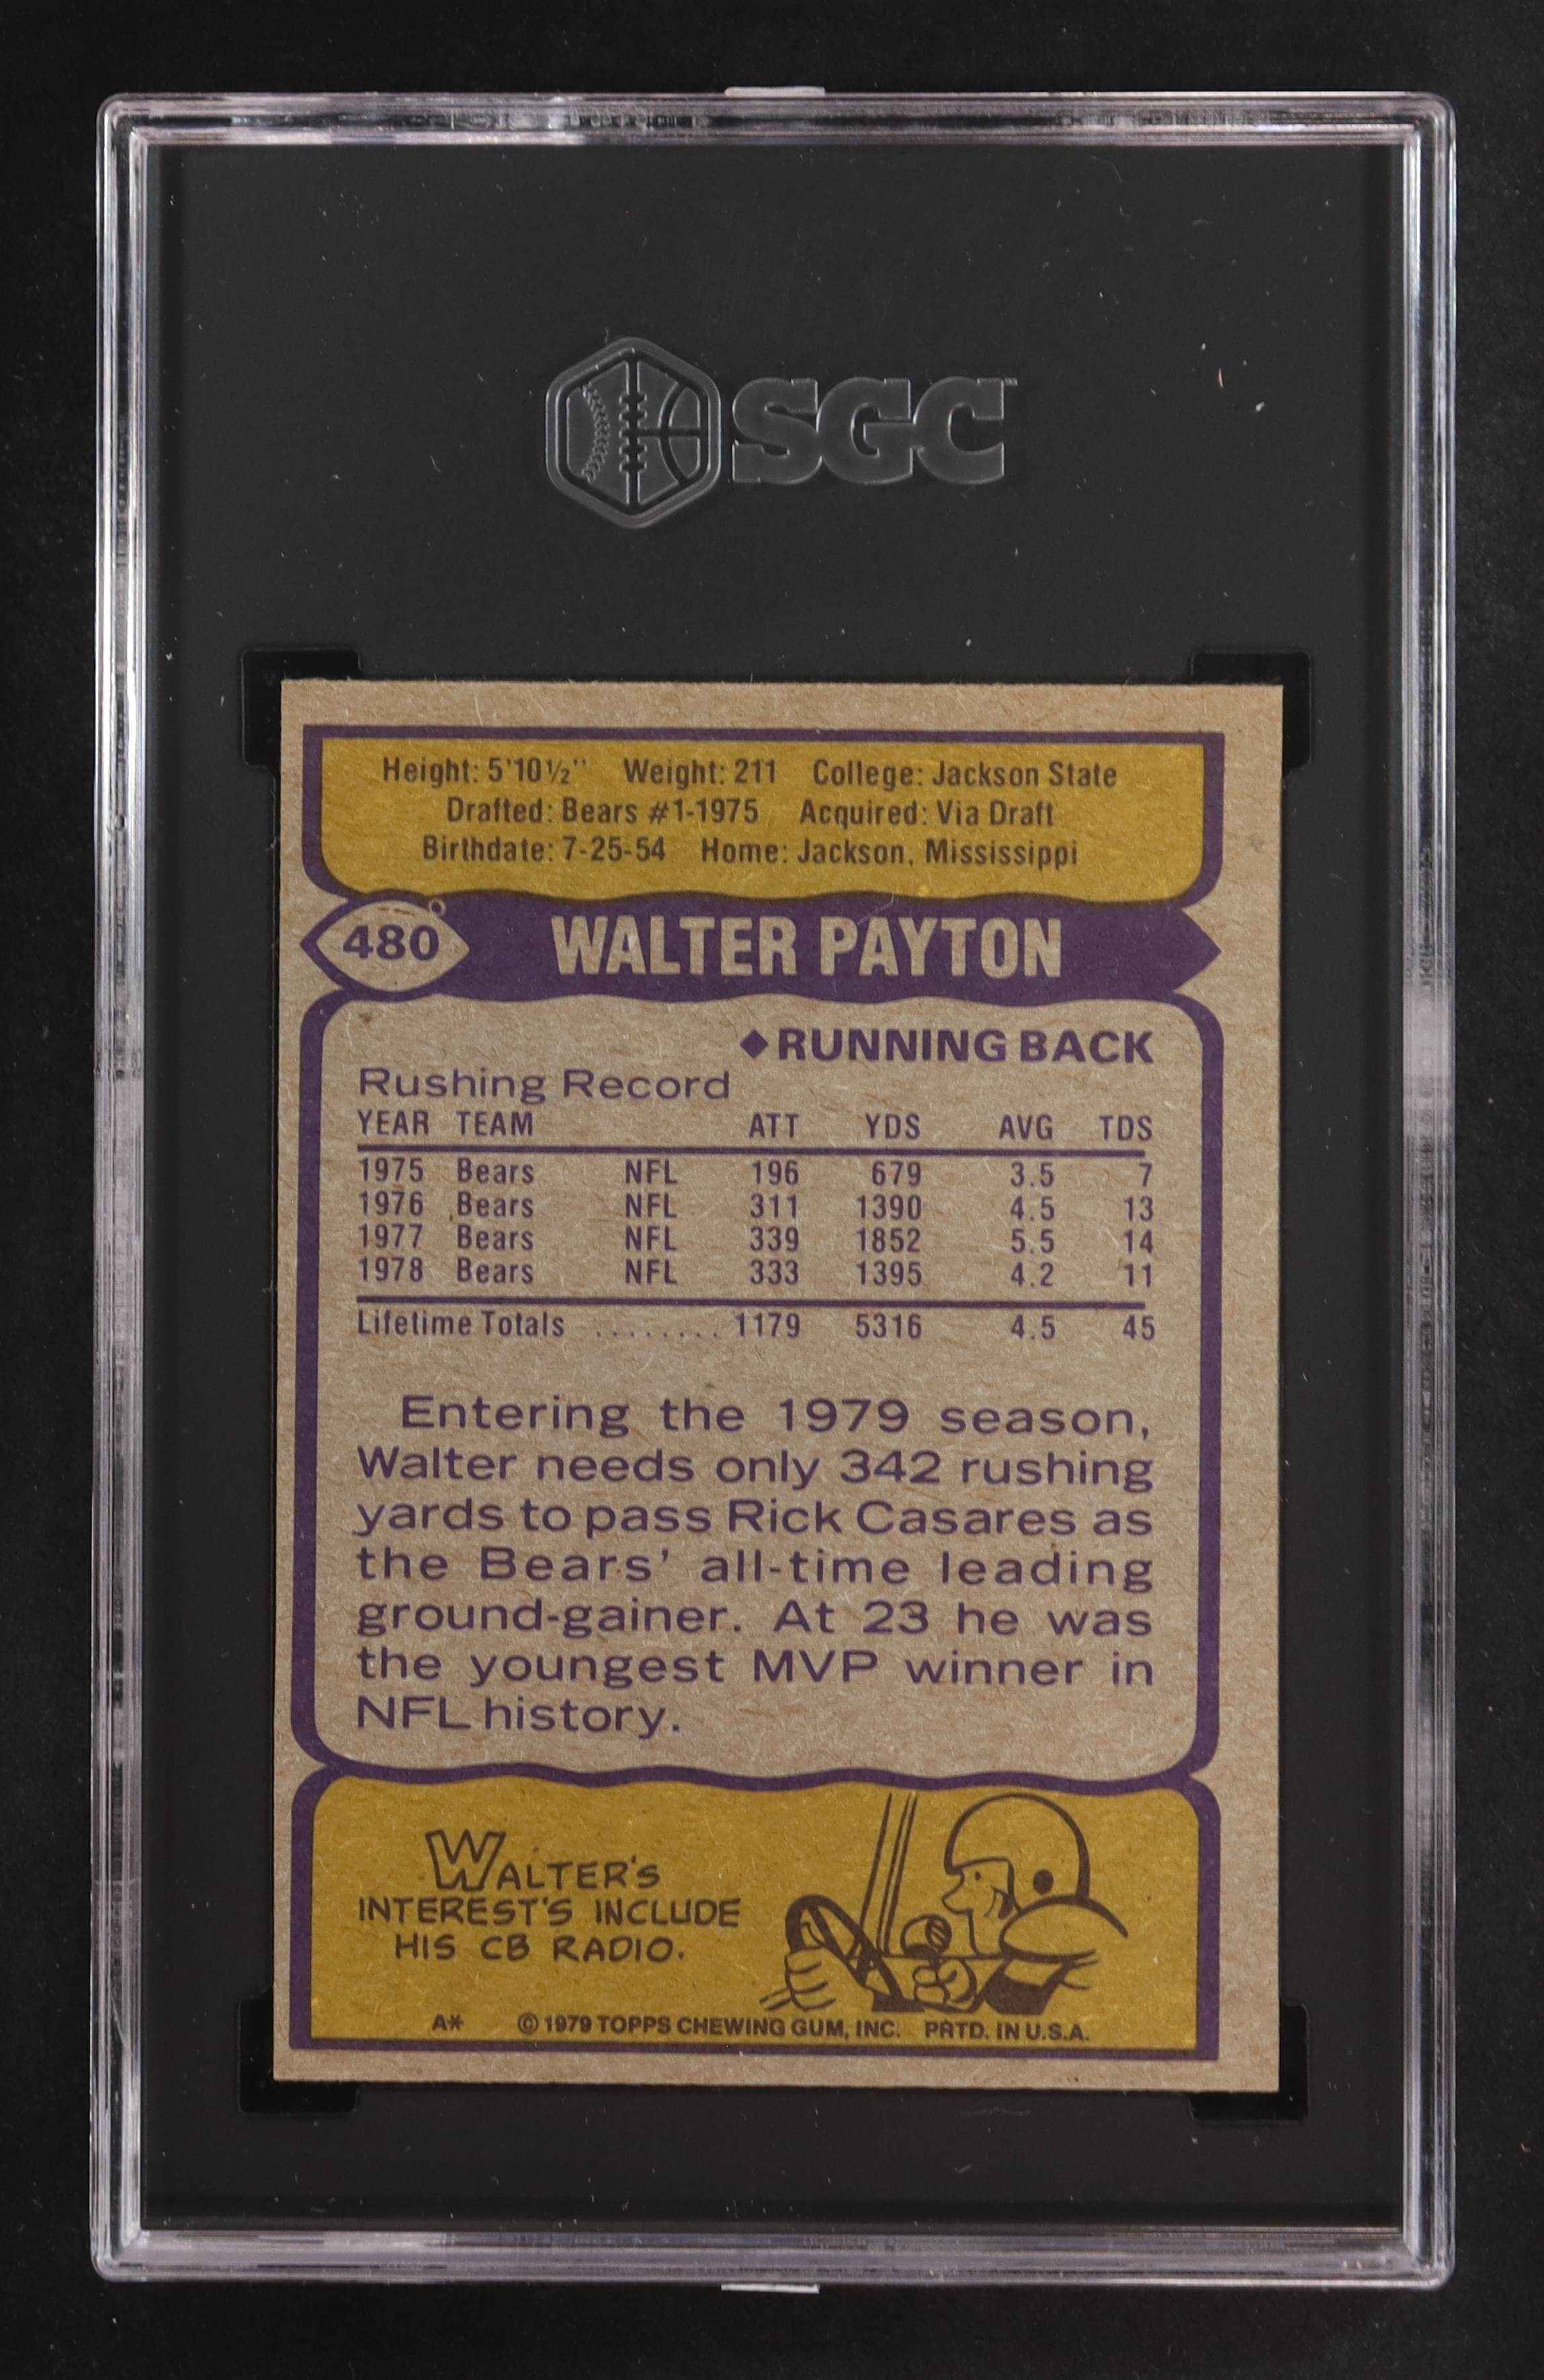 SGC
Height: 5'10½" Weight: 211 College: Jackson State
Drafted: Bears #1-1975 Acquired: Via Draft
Birthdate: 7-25-54 Home: Jackson, Mississippi
480 WALTER PAYTON
◆RUNNING BACK
Rushing Record
YEAR TEAM ATT YDS AVG TDS
1975 Bears NFL 196 679 3.5 7
1976 Bears NFL 311 1390 4.5 13
1977 Bears NFL 339 1852 5.5 14
1978 Bears NFL 333 1395 4.2 11
Lifetime Totals ........ 1179 5316 4.5 45
Entering the 1979 season,
Walter needs only 342 rushing
yards to pass Rick Casares as
the Bears' all-time leading
ground-gainer. At 23 he was
the youngest MVP winner in
NFL history.
WALTER'S
INTEREST'S INCLUDE
HIS CB RADIO.
A* © 1979 TOPPS CHEWING GUM, INC. PRTD. IN U.S.A.